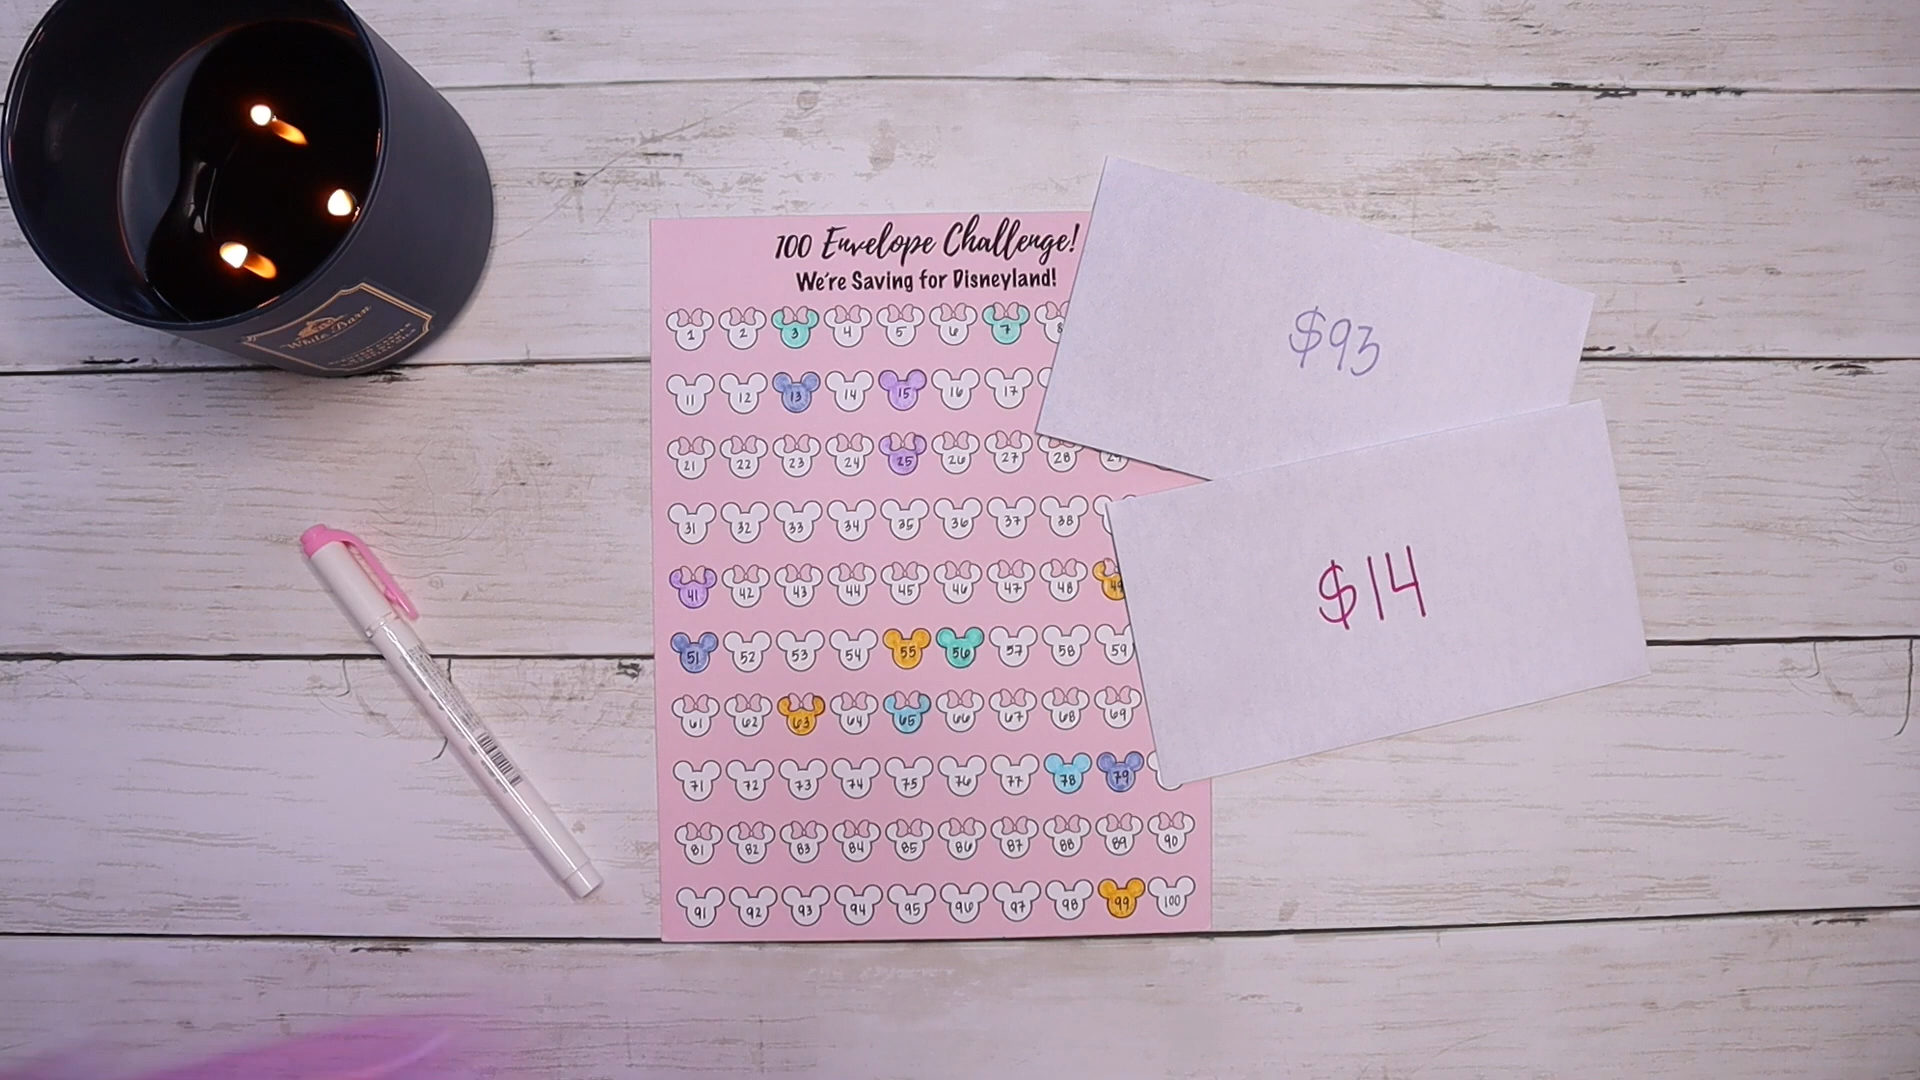 100 Envelope Challenge!
We're Saving for Disneyland!
1 2 3 4 5 6 7 8
11 12 13 14 15 16 17
21 22 23 24 25 26 27 28 29
31 32 33 34 35 36 37 38
41 42 43 44 45 46 47 48 49
51 52 53 54 55 56 57 58 59
61 62 63 64 65 66 67 68 69
71 72 73 74 75 76 77 78 79
81 82 83 84 85 86 87 88 89 90
91 92 93 94 95 96 97 98 99 100
$93
$14
White Barn